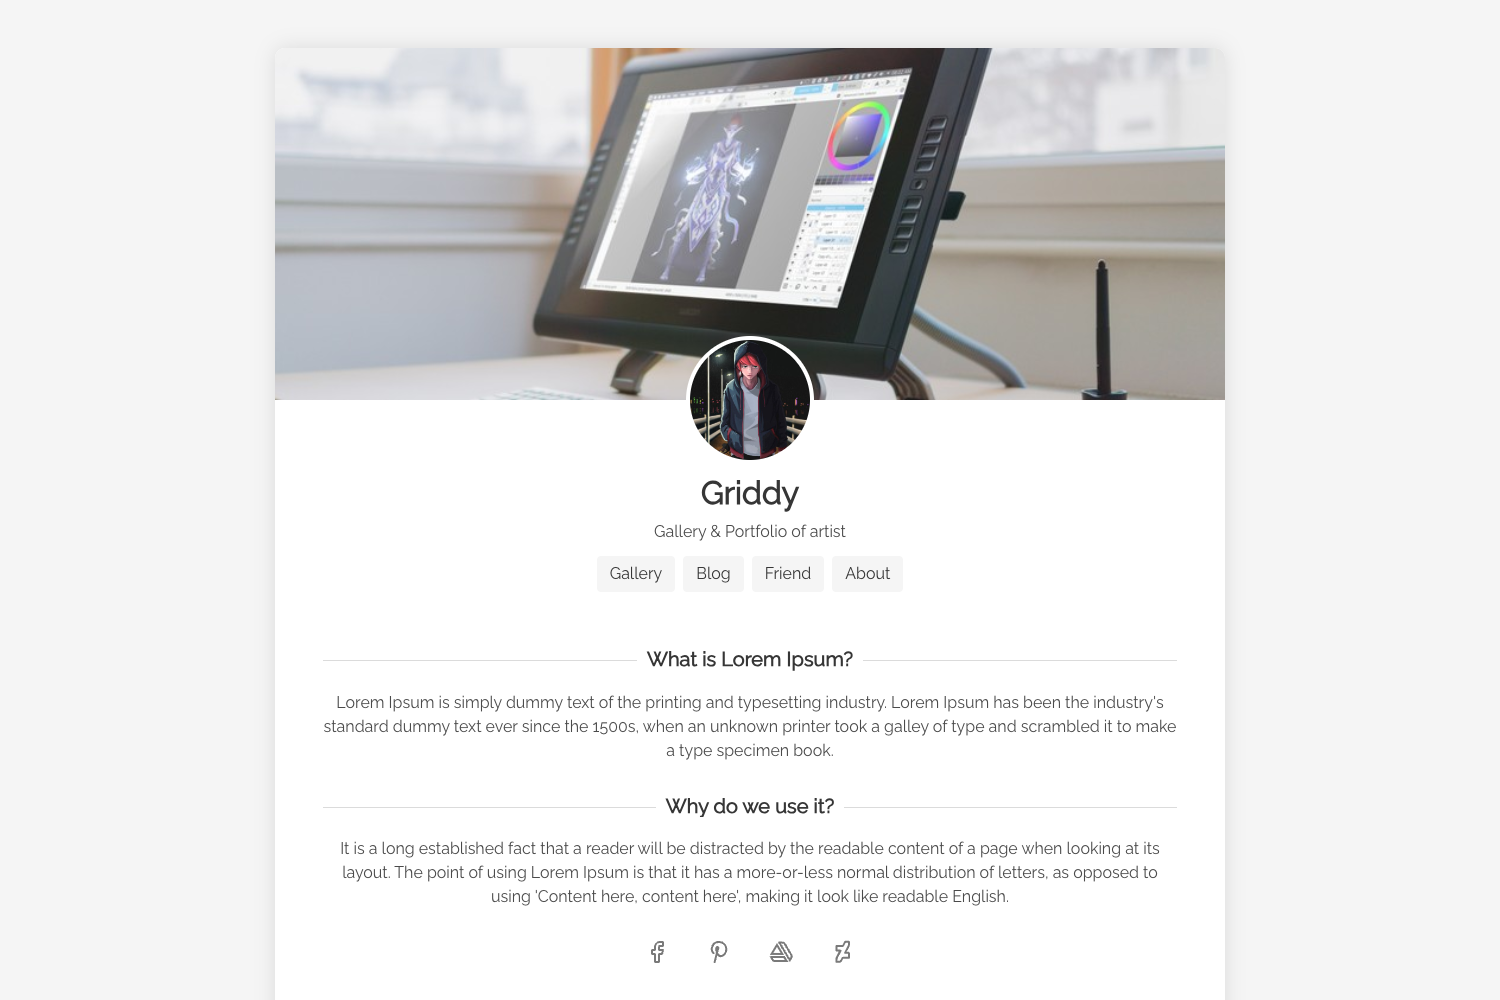 Griddy
Gallery & Portfolio of artist
Gallery Blog Friend About
What is Lorem Ipsum?
Lorem Ipsum is simply dummy text of the printing and typesetting industry. Lorem Ipsum has been the industry's
standard dummy text ever since the 1500s, when an unknown printer took a galley of type and scrambled it to make
a type specimen book.
Why do we use it?
It is a long established fact that a reader will be distracted by the readable content of a page when looking at its
layout. The point of using Lorem Ipsum is that it has a more-or-less normal distribution of letters, as opposed to
using 'Content here, content here', making it look like readable English.